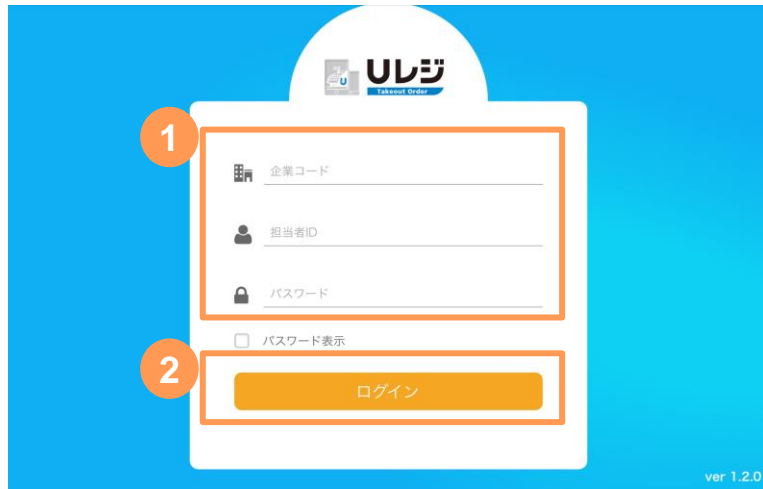 U
Uレジ
Takeout Order
1
企業コード
担当者ID
パスワード
パスワード表示
2
ログイン
ver 1.2.0